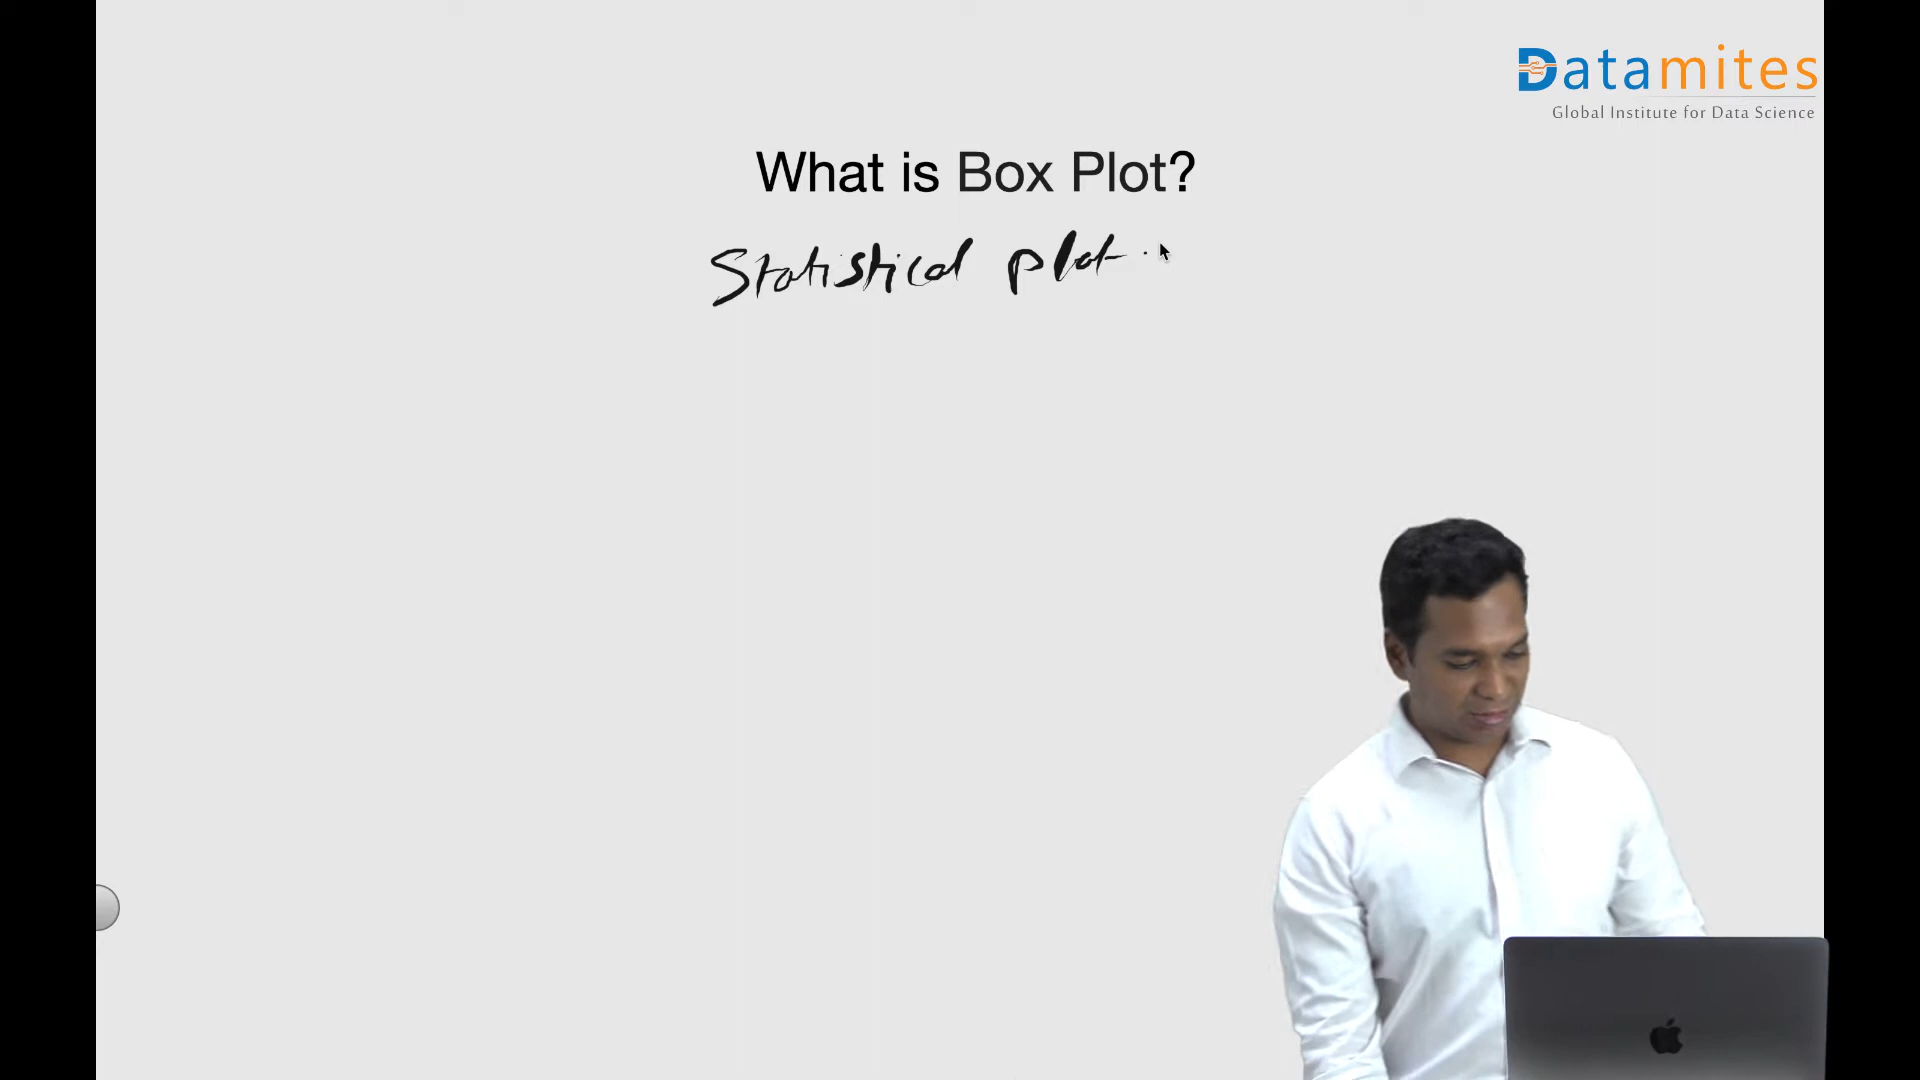 Datamites
Global Institute for Data Science
What is Box Plot?
Statistical plot